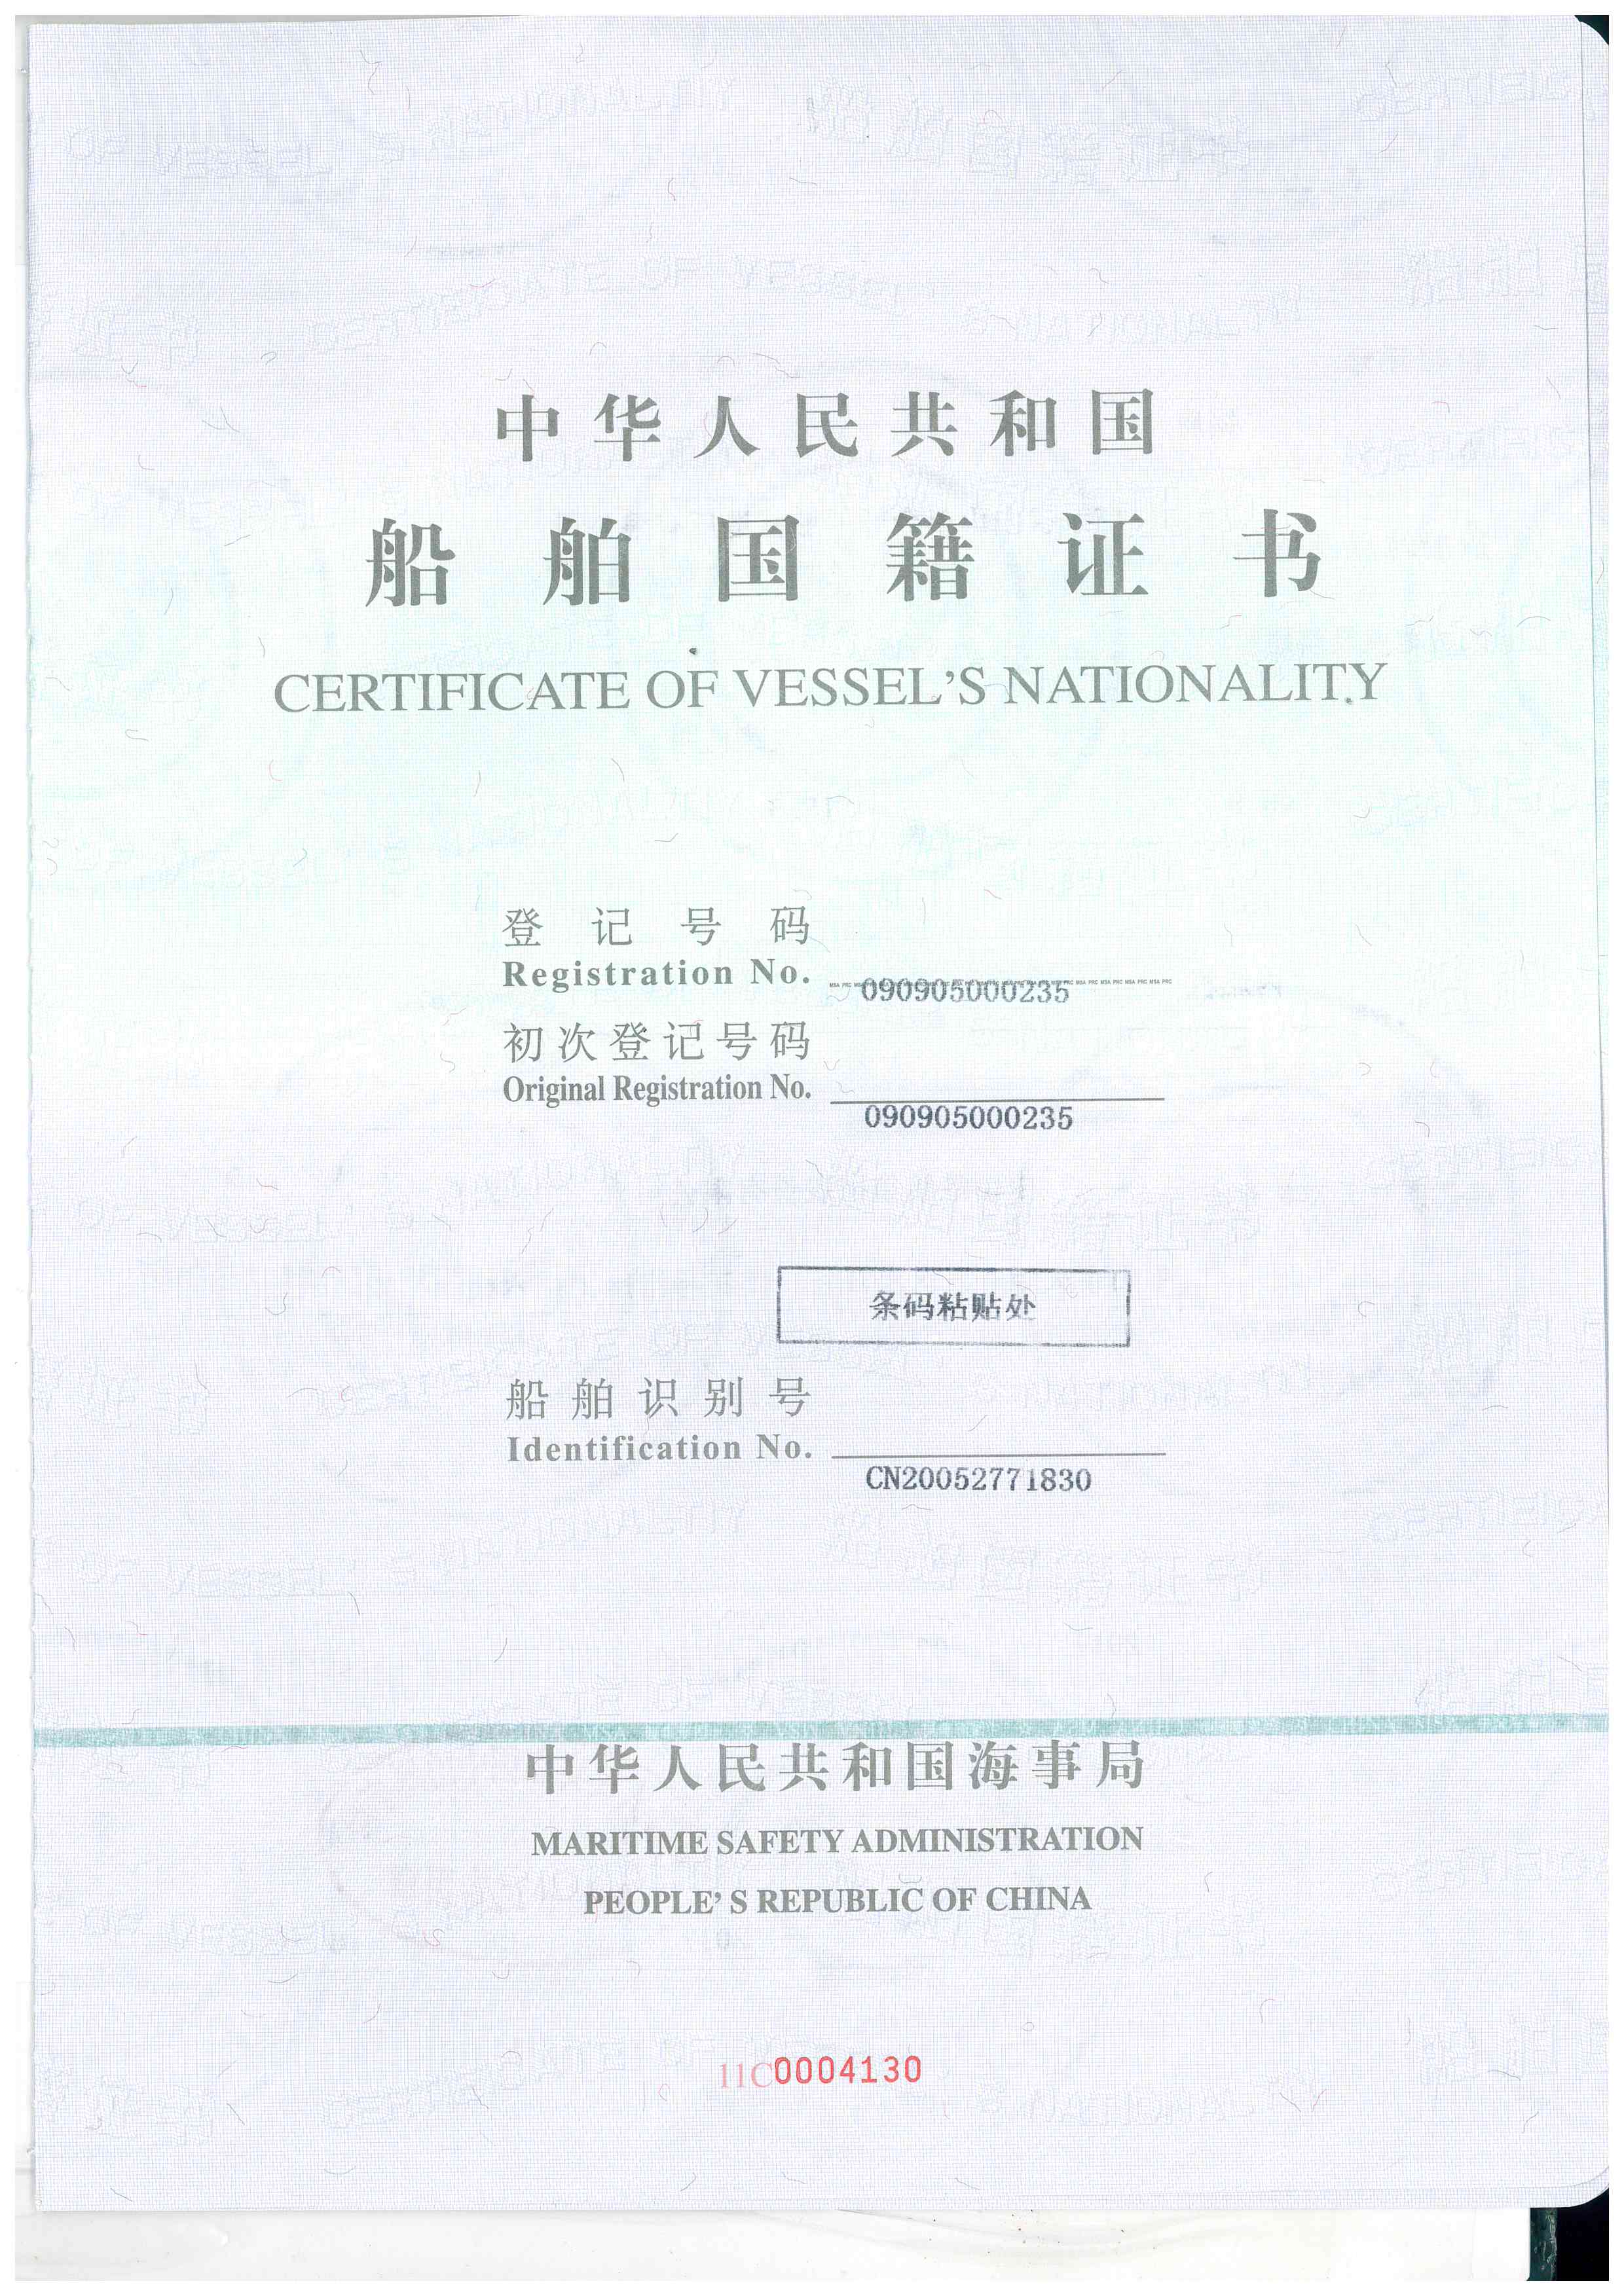 中华人民共和国
船舶国籍证书
CERTIFICATE OF VESSEL'S NATIONALITY
登记号码
Registration No. 090905000235
初次登记号码
Original Registration No.
090905000235
条码粘贴处
船舶识别号
Identification No.
CN20052771830
中华人民共和国海事局
MARITIME SAFETY ADMINISTRATION
PEOPLE' S REPUBLIC OF CHINA
11C0004130